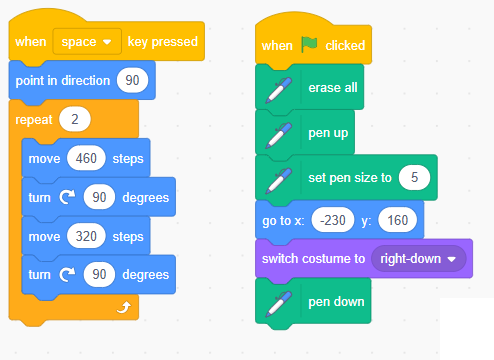 when space key pressed
point in direction 90
repeat 2
move 460 steps
turn 90 degrees
move 320 steps
turn 90 degrees
when clicked
erase all
pen up
set pen size to 5
go to x: -230 y: 160
switch costume to right-down
pen down